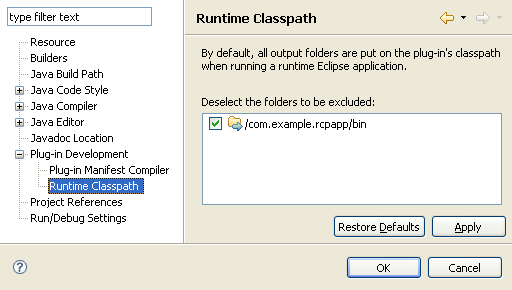 type filter text
Resource
Builders
Java Build Path
Java Code Style
Java Compiler
Java Editor
Javadoc Location
Plug-in Development
Plug-in Manifest Compiler
Runtime Classpath
Project References
Run/Debug Settings
Runtime Classpath
By default, all output folders are put on the plug-in's classpath
when running a runtime Eclipse application.
Deselect the folders to be excluded:
/com.example.rcpapp/bin
Restore Defaults
Apply
?
OK
Cancel